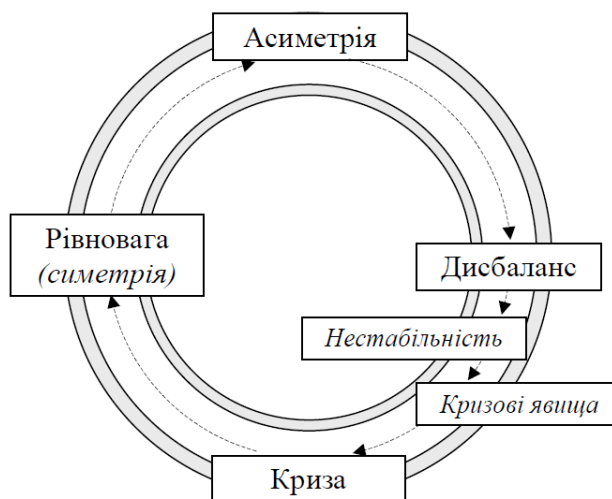 Асиметрія
Рівновага
(симетрія)
Дисбаланс
Нестабільність
Кризові явища
Криза